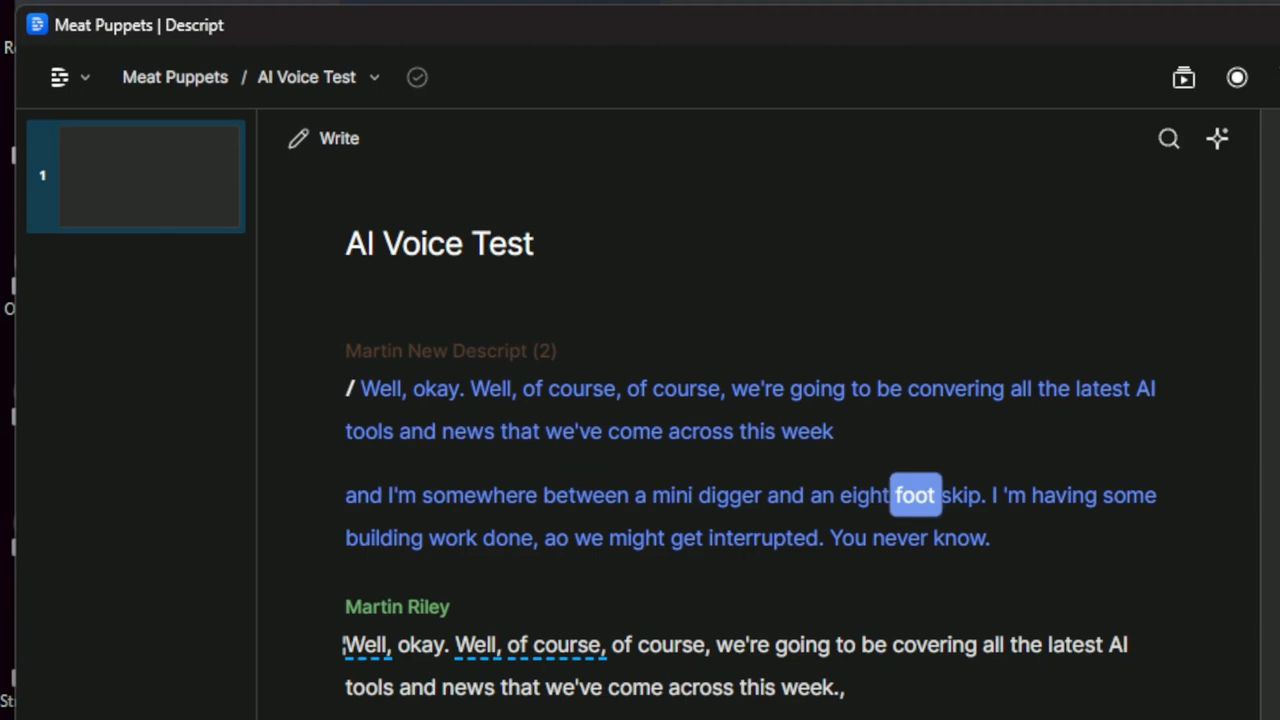 Meat Puppets | Descript
Meat Puppets / AI Voice Test
1
Write
AI Voice Test
Martin New Descript (2)
/ Well, okay. Well, of course, of course, we're going to be convering all the latest AI
tools and news that we've come across this week
and I'm somewhere between a mini digger and an eight foot skip. I 'm having some
building work done, ao we might get interrupted. You never know.
Martin Riley
Well, okay. Well, of course, of course, we're going to be covering all the latest AI
tools and news that we've come across this week.,